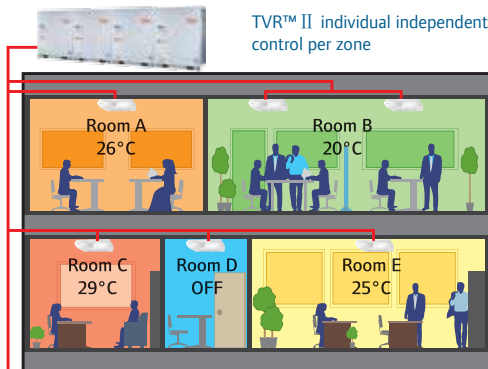 TVR™ II individual independent
control per zone
Room A
26°C
Room B
20°C
Room C
29°C
Room D
OFF
Room E
25°C